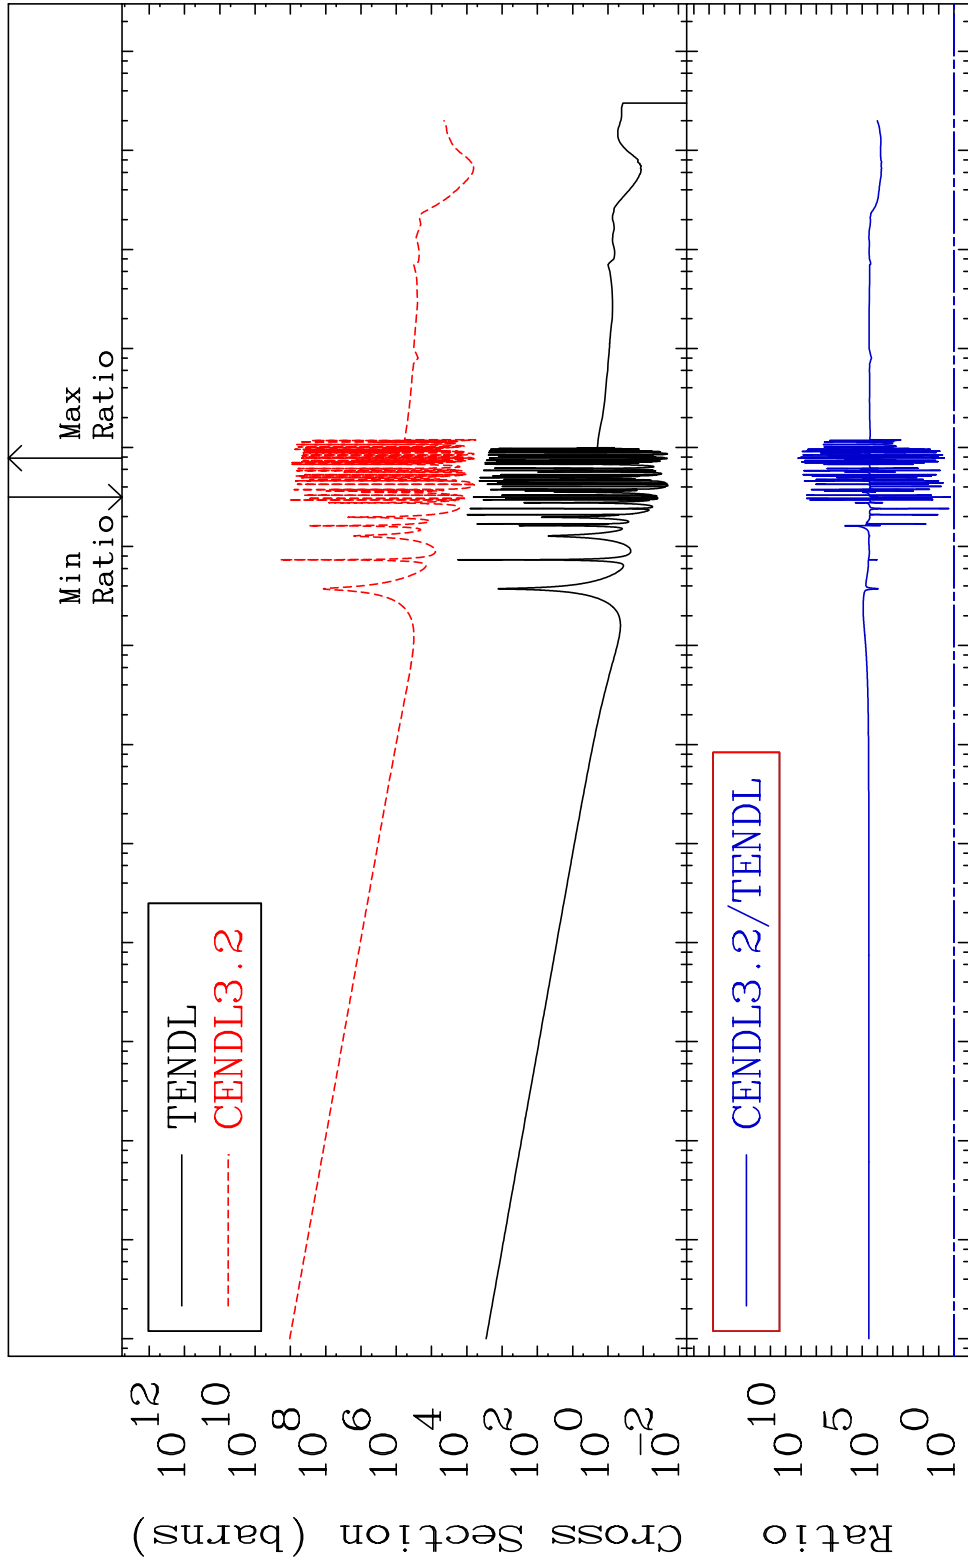 Min
Ratio
Max
Ratio
TENDL
CENDL3.2
10 12
10 10
10 8
10 6
10 4
10 2
10 0
10 -2
Cross Section (barns)
CENDL3.2/TENDL
10 10
10 5
10 0
Ratio